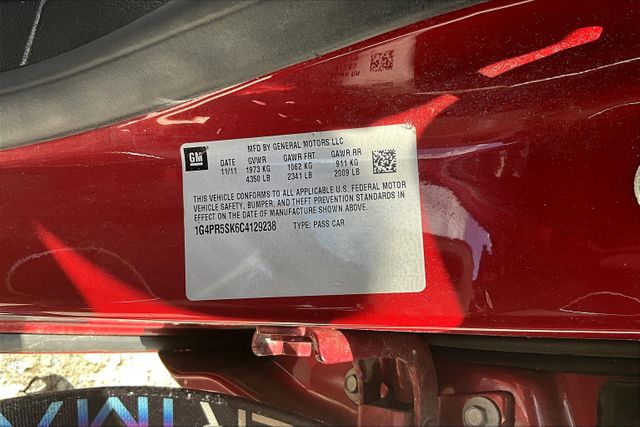 MFD BY GENERAL MOTORS LLC
GM
DATE GVWR GAWR FRT GAWR RR
11/11 1973 KG 1062 KG 911 KG
4350 LB 2341 LB 2009 LB
THIS VEHICLE CONFORMS TO ALL APPLICABLE U.S. FEDERAL MOTOR
VEHICLE SAFETY, BUMPER, AND THEFT PREVENTION STANDARDS IN
EFFECT ON THE DATE OF MANUFACTURE SHOWN ABOVE.
1G4PR5SK6C4129238 TYPE: PASS CAR